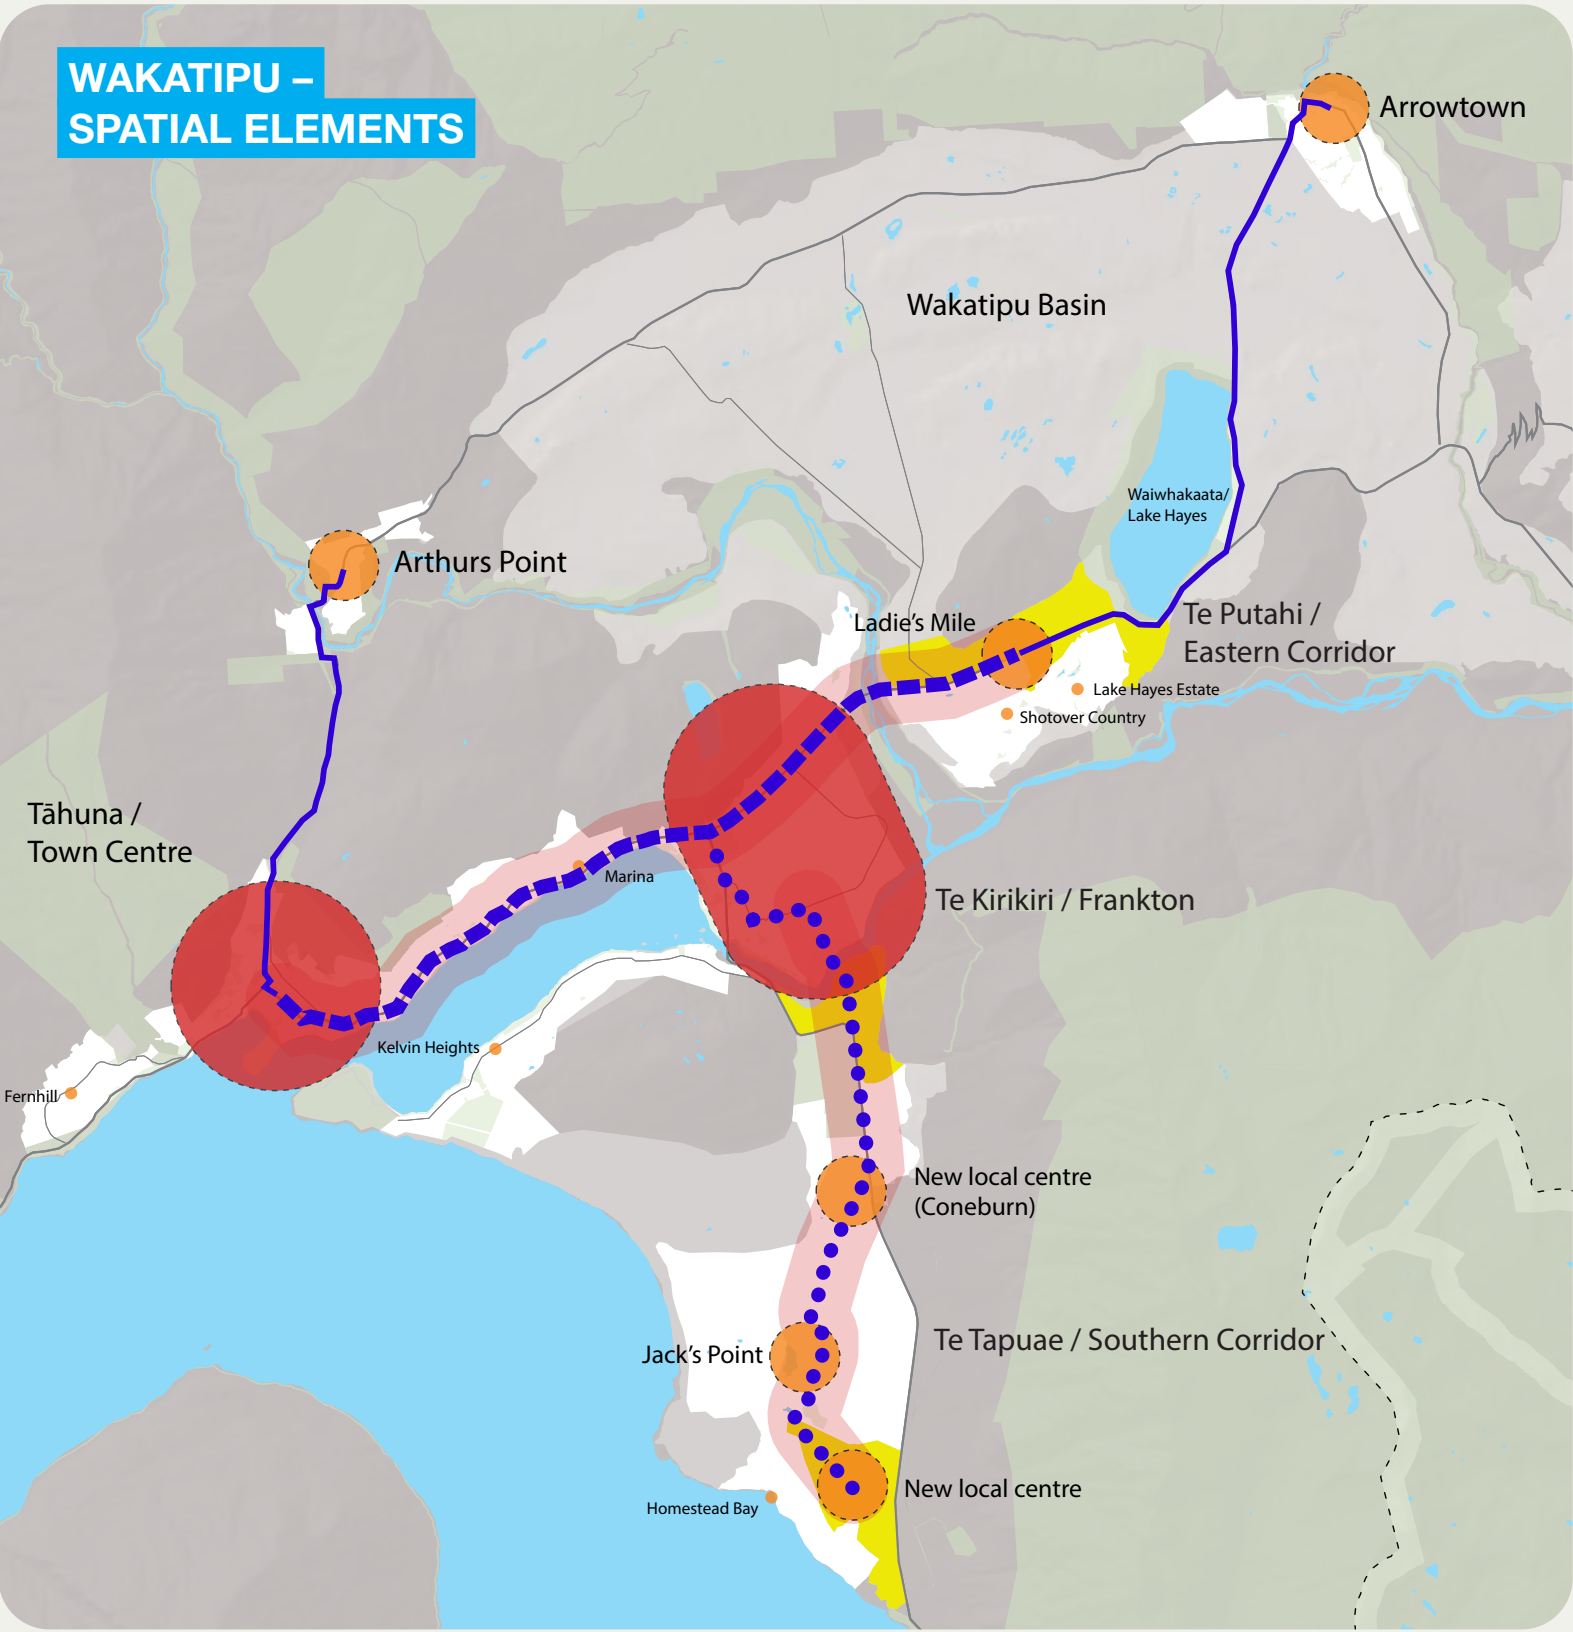 WAKATIPU –
SPATIAL ELEMENTS
Arrowtown
Wakatipu Basin
Waiwhakaata/
Lake Hayes
Arthurs Point
Ladie's Mile
Te Putahi /
Eastern Corridor
Lake Hayes Estate
Shotover Country
Tāhuna /
Town Centre
Marina
Te Kirikiri / Frankton
Kelvin Heights
Fernhill
New local centre
(Coneburn)
Te Tapuae / Southern Corridor
Jack's Point
New local centre
Homestead Bay